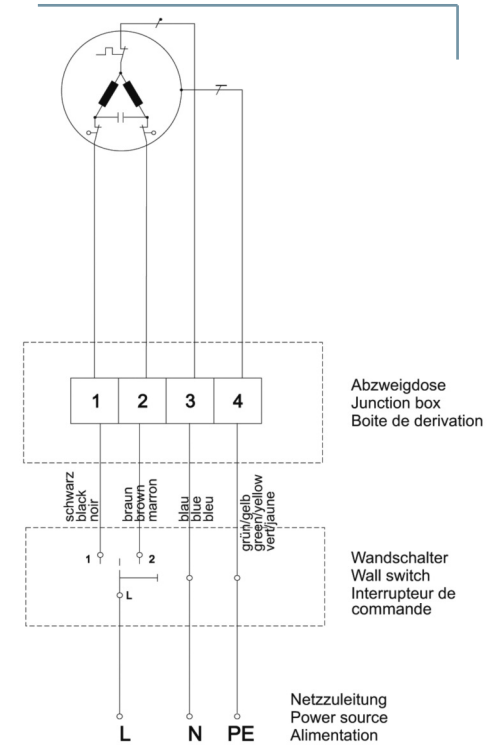 1 2 3 4
Abzweigdose
Junction box
Boite de derivation
schwarz
black
noir
braun
brown
marron
blau
blue
bleu
grün/gelb
green/yellow
vert/jaune
1 2
L
Wandschalter
Wall switch
Interrupteur de
commande
Netzzuleitung
Power source
Alimentation
L N PE